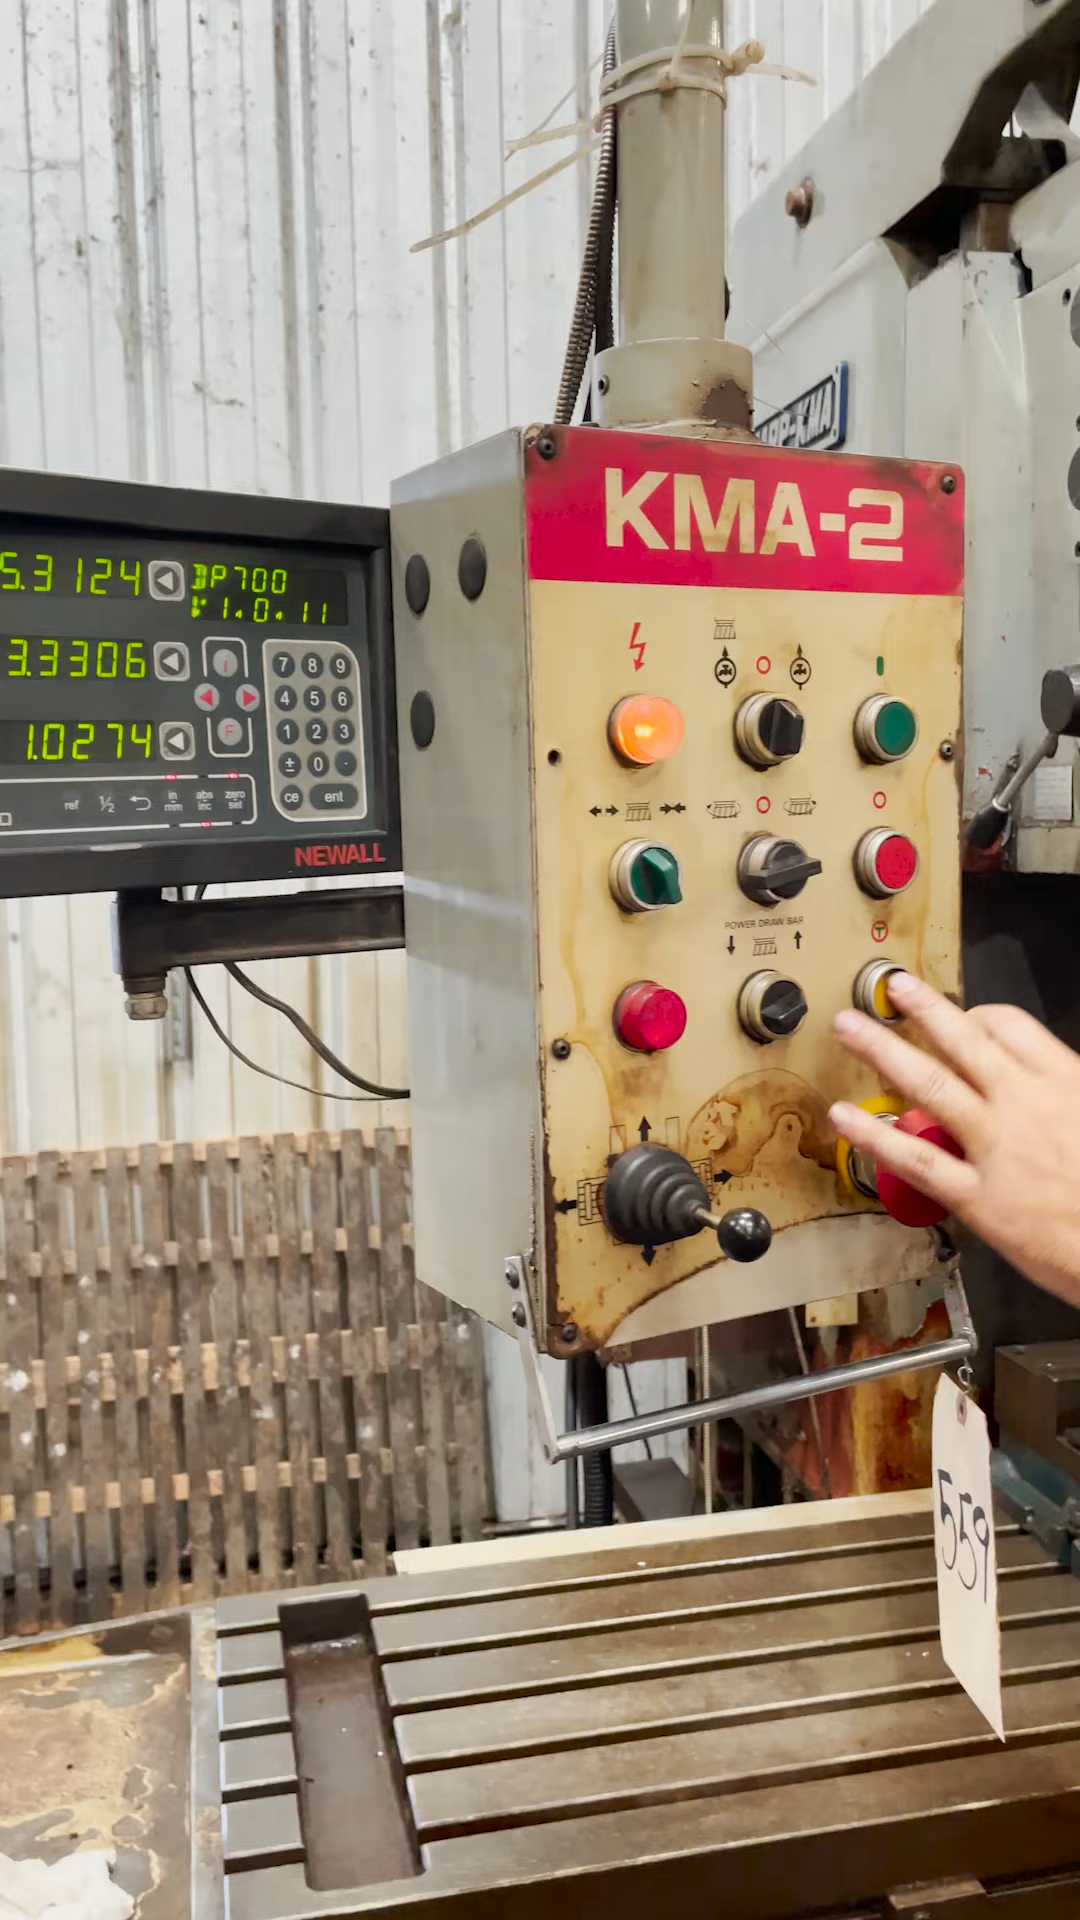 KMA-2
5.3124
DP700
V1.0.11
3.3306
1.0274
7 8 9
4 5 6
1 2 3
± 0 .
ce ent
ref ½ in mm abs inc zero set
NEWALL
POWER DRAW BAR
559